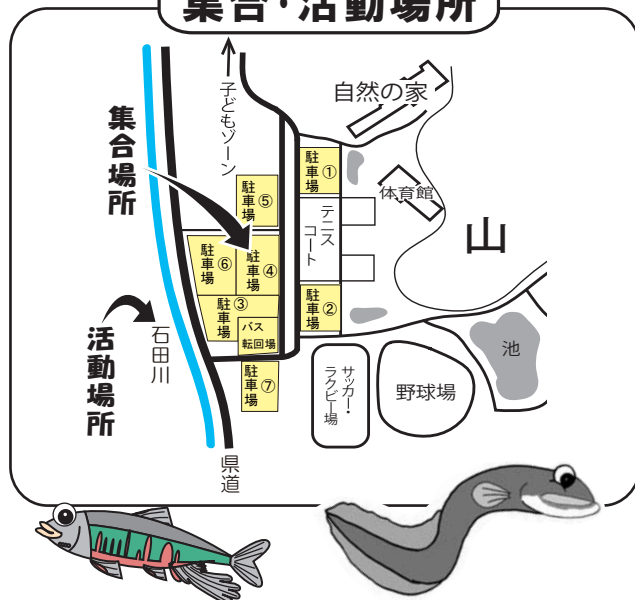 集合・活動場所
子どもゾーン
自然の家
集合場所
駐車場①
駐車場⑤
体育館
テニスコート
山
駐車場⑥
駐車場④
駐車場③
駐車場②
バス転回場
活動場所
石田川
駐車場⑦
サッカー・ラグビー場
野球場
池
県道